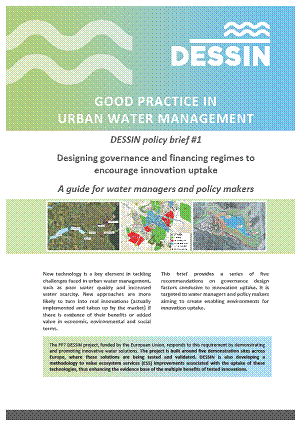 DESSIN
GOOD PRACTICE IN
URBAN WATER MANAGEMENT
DESSIN policy brief #1
Designing governance and financing regimes to
encourage innovation uptake
A guide for water managers and policy makers
New technology is a key element in tackling
challenges faced in urban water management,
such as poor water quality and increased
water scarcity. New approaches are more
likely to turn into real innovations (actually
implemented and taken up by the market) if
there is evidence of their benefits or added
value in economic, environmental and social
terms.
This brief provides a series of five
recommendations on governance design
factors conducive to innovation uptake. It is
targeted to water managers and policy makers
aiming to create enabling environments for
innovation uptake.
The FP7 DESSIN project, funded by the European Union, responds to this requirement by demonstrating
and promoting innovative water solutions. The project is built around five demonstration sites across
Europe, where these solutions are being tested and validated. DESSIN is also developing a
methodology to value ecosystem services (ESS) improvements associated with the uptake of these
technologies, thus enhancing the evidence base of the multiple benefits of tested innovations.